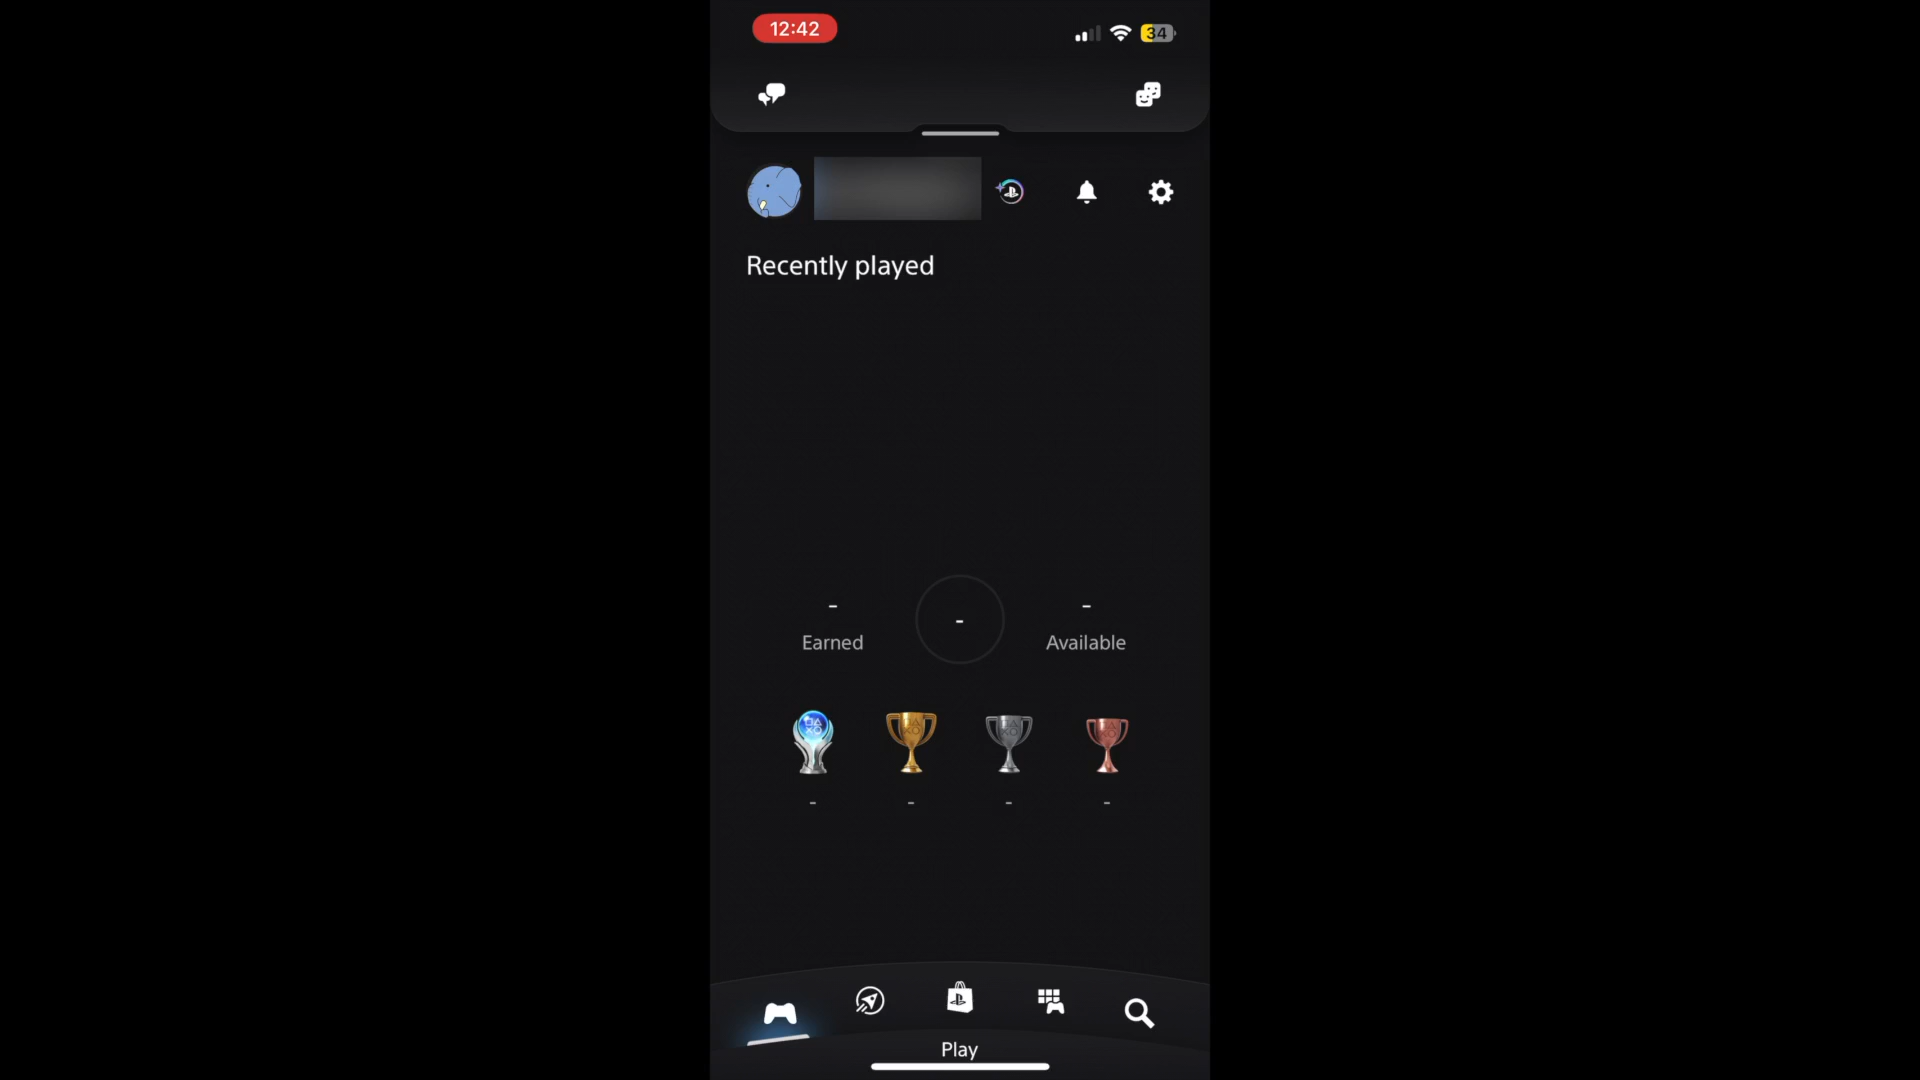 12:42
34
Recently played
-
-
-
Earned
Available
-
-
-
-
Play